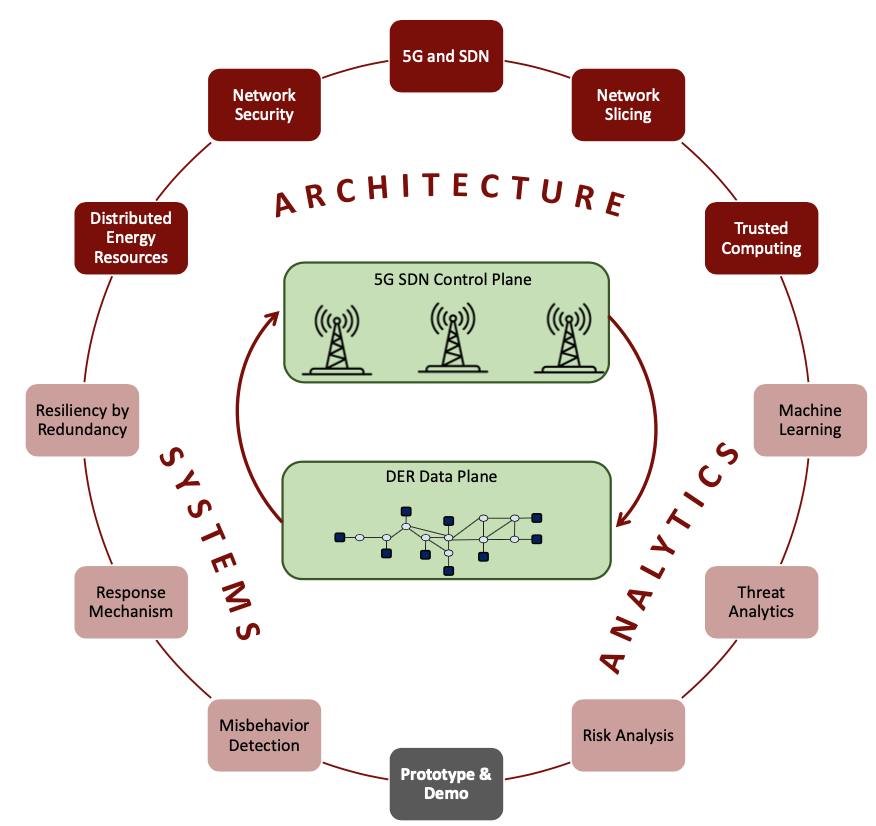 5G and SDN
Network
Security
Network
Slicing
ARCHITECTURE
Distributed
Energy
Resources
Trusted
Computing
5G SDN Control Plane
Resiliency by
Redundancy
Machine
Learning
SYSTEMS
ANALYTICS
DER Data Plane
Response
Mechanism
Threat
Analytics
Misbehavior
Detection
Risk Analysis
Prototype &
Demo